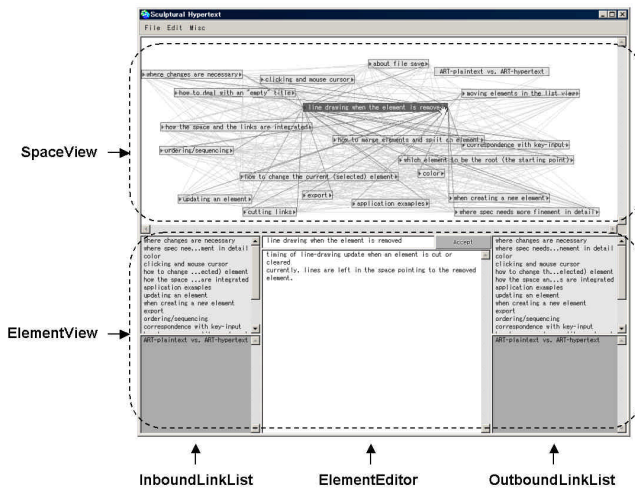 Sculptural Hypertext
File Edit Misc
about file save
ART-plaintext vs. ART-hypertext
where changes are necessary
clicking and mouse cursor
how to deal with an "empty" title
moving elements in the list view
line drawing when the element is removed
how the space and the links are integrated
how to marge elements and spilt an element
correspondence with key-input
ordering/sequencing
which element to be the root (the starting point)
how to change the current (selected) element
color
updating an element
export
application examples
when creating a new element
cutting links
where spec needs more finement in detail
SpaceView
where changes are necessary
where spec nee...ment in detail
color
clicking and mouse cursor
how to change ...ected) element
how the space ...are integrated
application examples
updating an element
when creating a new element
export
ordering/sequencing
correspondence with key-input
ART-plaintext vs. ART-hypertext
line drawing when the element is removed
Accept
timing of line-drawing update when an element is cut or
cleared
currently, lines are left in the space pointing to the removed
element.
where changes are necessary
where spec needs...nement in detail
color
clicking and mouse cursor
how to change th...elected) element
how the space an...s are integrated
application examples
updating an element
when creating a new element
export
ordering/sequencing
correspondence with key-input
ART-plaintext vs. ART-hypertext
ElementView
InboundLinkList
ElementEditor
OutboundLinkList